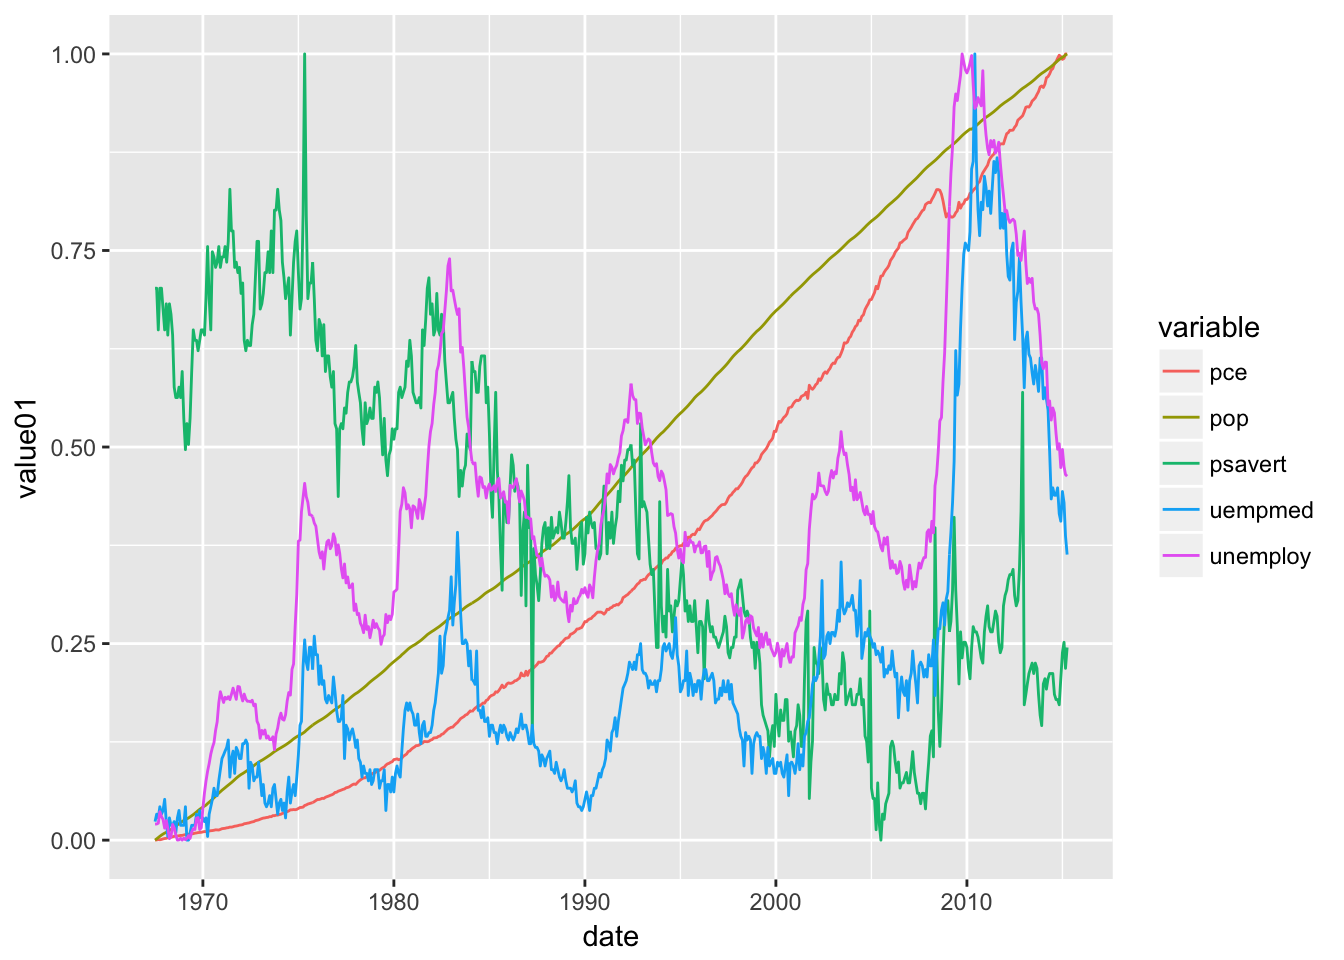 1.00
0.75
0.50
0.25
0.00
value01
1970 1980 1990 2000 2010
date
variable
pce
pop
psavert
uempmed
unemploy